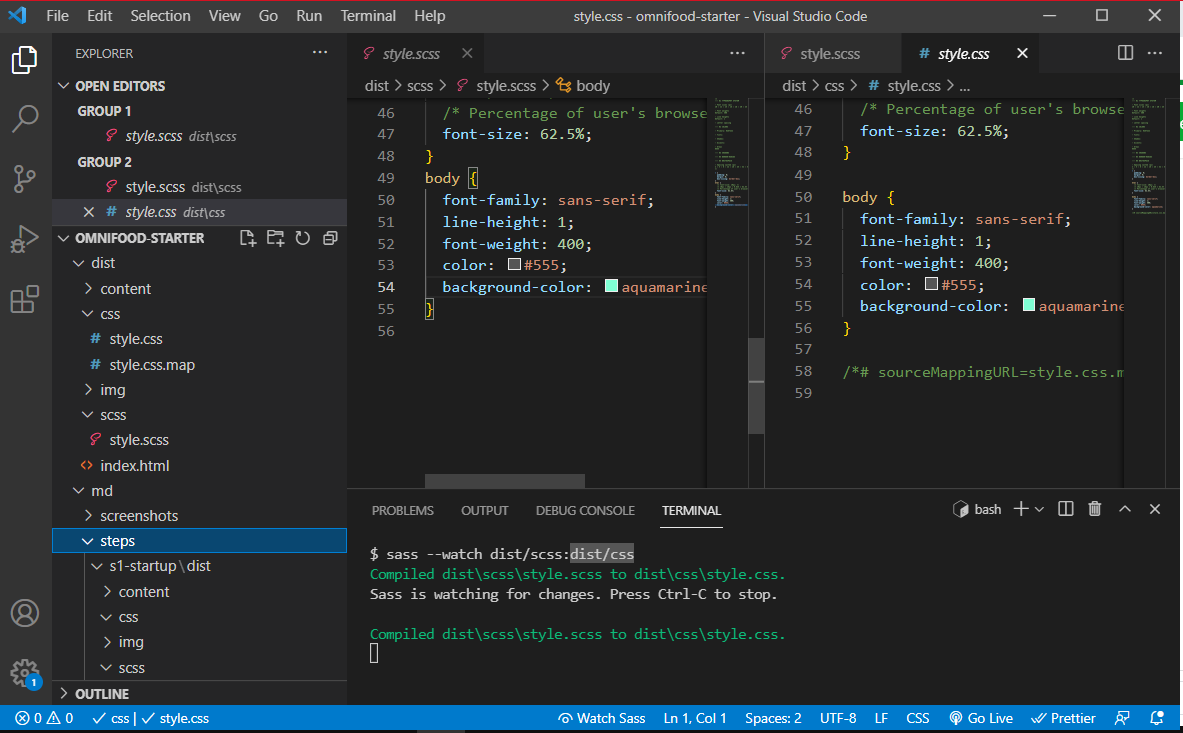 File Edit Selection View Go Run Terminal Help style.css - omnifood-starter - Visual Studio Code
EXPLORER
OPEN EDITORS
GROUP 1
style.scss dist\scss
GROUP 2
style.scss dist\scss
style.css dist\css
OMNIFOOD-STARTER
dist
content
css
style.css
style.css.map
img
scss
style.scss
index.html
md
screenshots
steps
s1-startup\dist
content
css
img
scss
OUTLINE
style.scss
dist > scss > style.scss > body
46 /* Percentage of user's browse
47 font-size: 62.5%;
48 }
49 body {
50 font-family: sans-serif;
51 line-height: 1;
52 font-weight: 400;
53 color: #555;
54 background-color: aquamarine
55 }
56
style.scss
style.css
dist > css > style.css > ...
46 /* Percentage of user's browse
47 font-size: 62.5%;
48 }
49
50 body {
51 font-family: sans-serif;
52 line-height: 1;
53 font-weight: 400;
54 color: #555;
55 background-color: aquamarine
56 }
57
58 /*# sourceMappingURL=style.css.m
59
PROBLEMS OUTPUT DEBUG CONSOLE TERMINAL bash
$ sass --watch dist/scss:dist/css
Compiled dist\scss\style.scss to dist\css\style.css.
Sass is watching for changes. Press Ctrl-C to stop.
Compiled dist\scss\style.scss to dist\css\style.css.
1
0 0 css | style.css Watch Sass Ln 1, Col 1 Spaces: 2 UTF-8 LF CSS Go Live Prettier